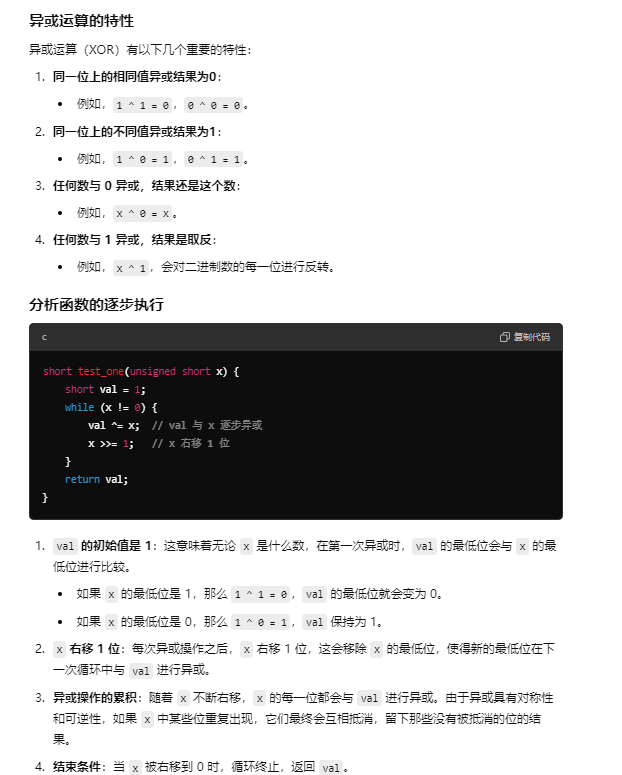 异或运算的特性
异或运算（XOR）有以下几个重要的特性：
1. 同一位上的相同值异或结果为0：
• 例如，1 ^ 1 = 0，0 ^ 0 = 0。
2. 同一位上的不同值异或结果为1：
• 例如，1 ^ 0 = 1，0 ^ 1 = 1。
3. 任何数与 0 异或，结果还是这个数：
• 例如，x ^ 0 = x。
4. 任何数与 1 异或，结果是取反：
• 例如，x ^ 1，会对二进制数的每一位进行反转。
分析函数的逐步执行
c 复制代码
short test_one(unsigned short x) {
    short val = 1;
    while (x != 0) {
        val ^= x;  // val 与 x 逐步异或
        x >>= 1;   // x 右移 1 位
    }
    return val;
}
1. val 的初始值是 1：这意味着无论 x 是什么数，在第一次异或时，val 的最低位会与 x 的最
低位进行比较。
• 如果 x 的最低位是 1，那么 1 ^ 1 = 0，val 的最低位就会变为 0。
• 如果 x 的最低位是 0，那么 1 ^ 0 = 1，val 保持为 1。
2. x 右移 1 位：每次异或操作之后，x 右移 1 位，这会移除 x 的最低位，使得新的最低位在下
一次循环中与 val 进行异或。
3. 异或操作的累积：随着 x 不断右移，x 的每一位都会与 val 进行异或。由于异或具有对称性
和可逆性，如果 x 中某些位重复出现，它们最终会互相抵消，留下那些没有被抵消的位的结
果。
4. 结束条件：当 x 被右移到 0 时，循环终止，返回 val。